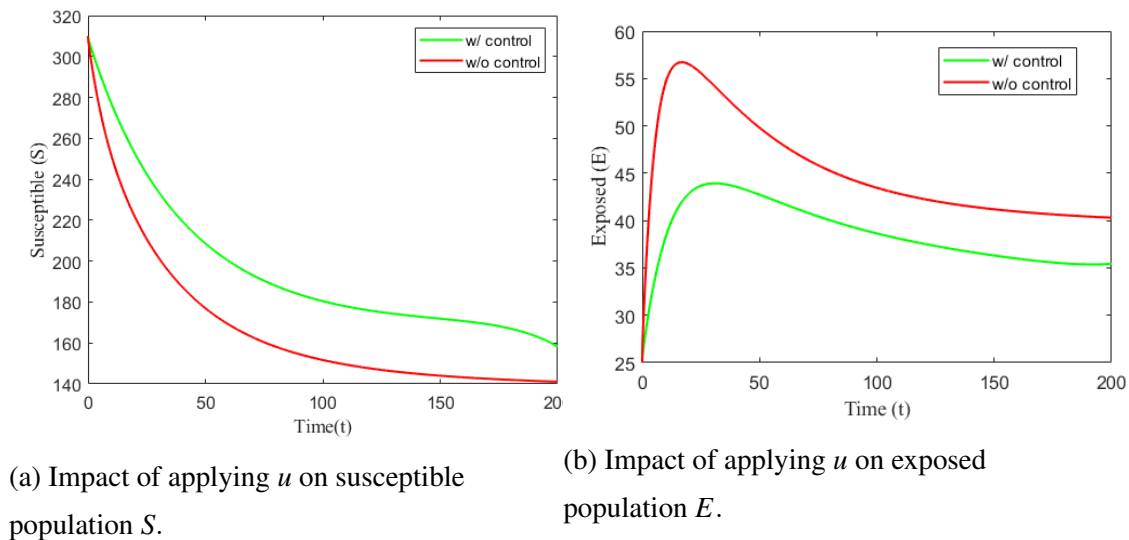 320
300
280
260
240
220
200
180
160
140
Susceptible (S)
0
50
100
150
200
Time(t)
w/ control
w/o control
60
55
50
45
40
35
30
25
Exposed (E)
0
50
100
150
200
Time (t)
w/ control
w/o control
(a) Impact of applying u on susceptible
population S.
(b) Impact of applying u on exposed
population E.